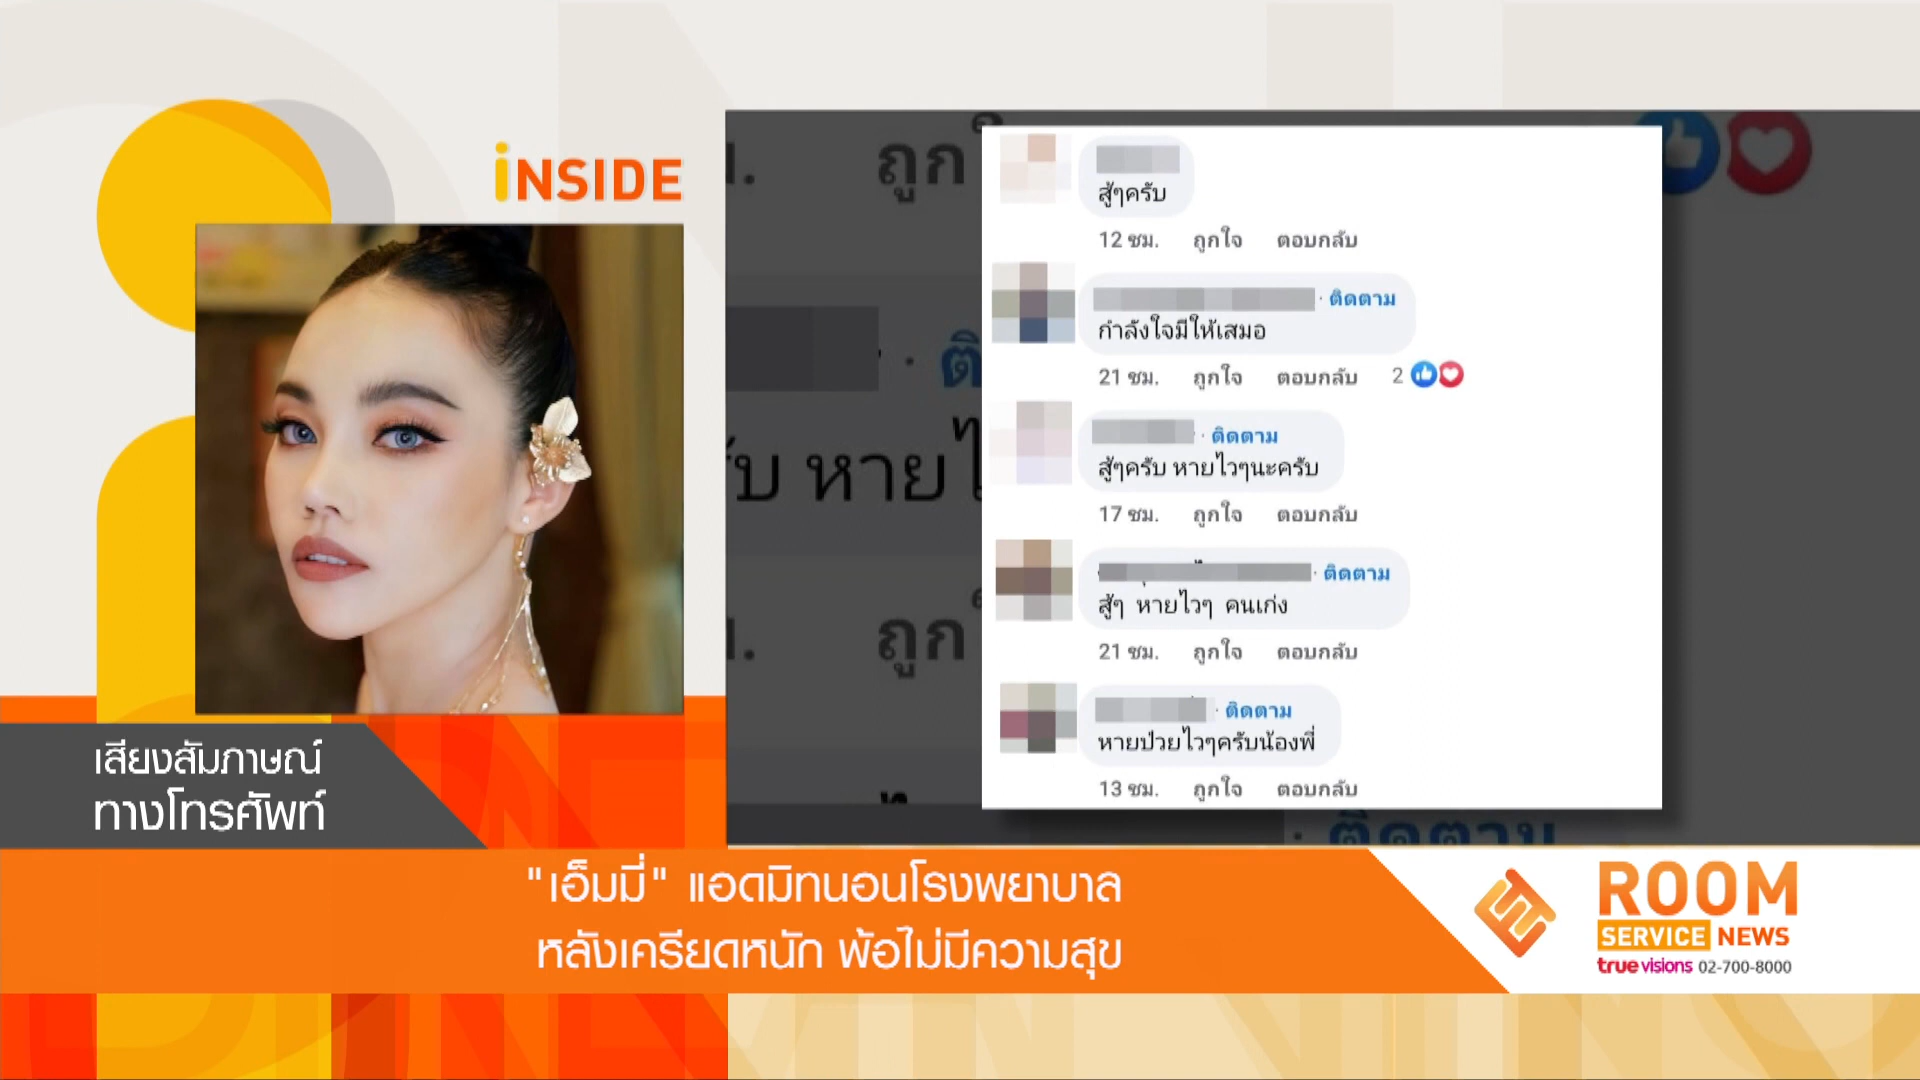 iNSIDE
สู้ๆครับ
12 ชม. ถูกใจ ตอบกลับ
· ติดตาม
กำลังใจมีให้เสมอ
21 ชม. ถูกใจ ตอบกลับ 2
· ติดตาม
สู้ๆครับ หายไวๆนะครับ
17 ชม. ถูกใจ ตอบกลับ
· ติดตาม
สู้ๆ หายไวๆ คนเก่ง
21 ชม. ถูกใจ ตอบกลับ
· ติดตาม
หายป่วยไวๆครับน้องพี่
13 ชม. ถูกใจ ตอบกลับ
เสียงสัมภาษณ์
ทางโทรศัพท์
"เอ็มมี่" แอดมิทนอนโรงพยาบาล
หลังเครียดหนัก พ้อไม่มีความสุข
ROOM
SERVICE NEWS
truevisions 02-700-8000